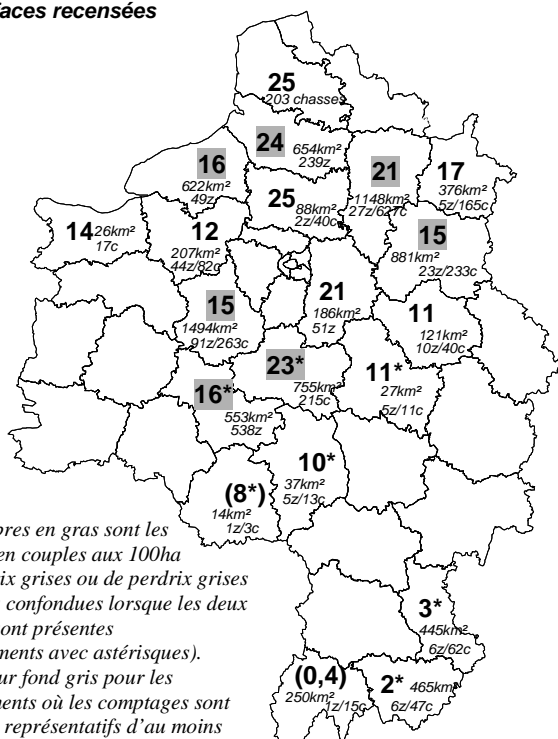 faces recensées
25
203 chasses
24
654km²
239z
16
622km²
49z
21
1148km²
27z/627c
17
376km²
5z/165c
25
88km²
2z/40c
14
26km²
17c
12
207km²
44z/82c
15
881km²
23z/233c
15
1494km²
91z/263c
21
186km²
51z
11
121km²
10z/40c
23*
755km
215c
11*
27km²
5z/11c
16*
553km²
538z
10*
37km²
5z/13c
(8*)
14km²
1z/3c
bres en gras sont les
en couples aux 100ha
ix grises ou de perdrix grises
confondues lorsque les deux
ont présentes
ments avec astérisques).
ur fond gris pour les
ments où les comptages sont
représentatifs d'au moins
3*
445km²
6z/62c
(0,4)
250km²
1z/15c
2*
465km²
6z/47c